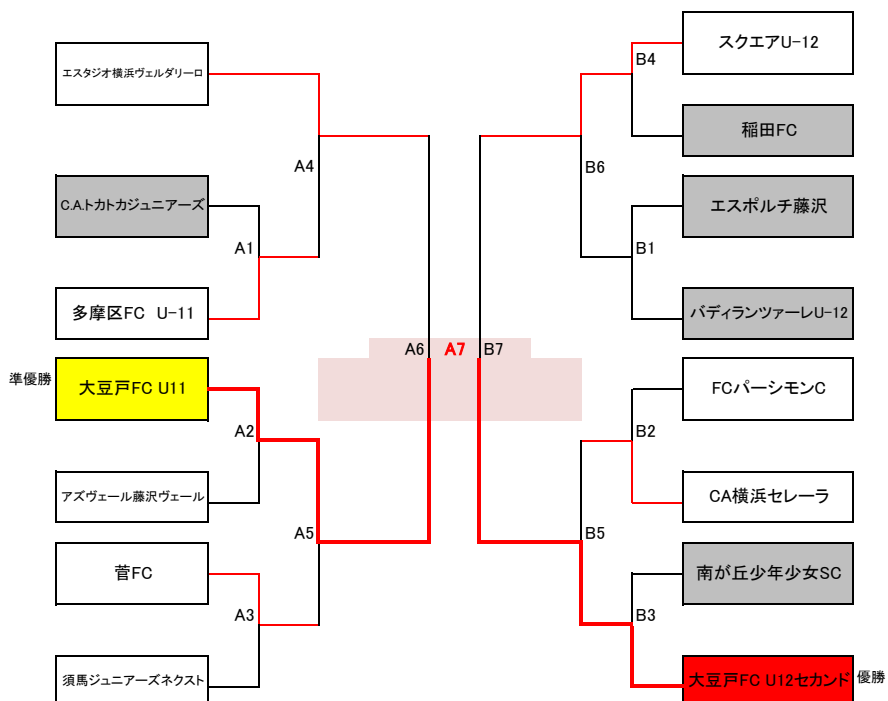 エスタジオ横浜ヴェルダリーロ
A4
C.A.トカトカジュニアーズ
A1
多摩区FC U-11
準優勝
大豆戸FC U11
A2
アズヴェール藤沢ヴェール
A5
菅FC
A3
須馬ジュニアーズネクスト
A6
A7
B7
スクエアU-12
B4
稲田FC
B6
エスポルチ藤沢
B1
バディランツァーレU-12
FCパーシモンC
B2
CA横浜セレーラ
B5
南が丘少年少女SC
B3
大豆戸FC U12セカンド
優勝